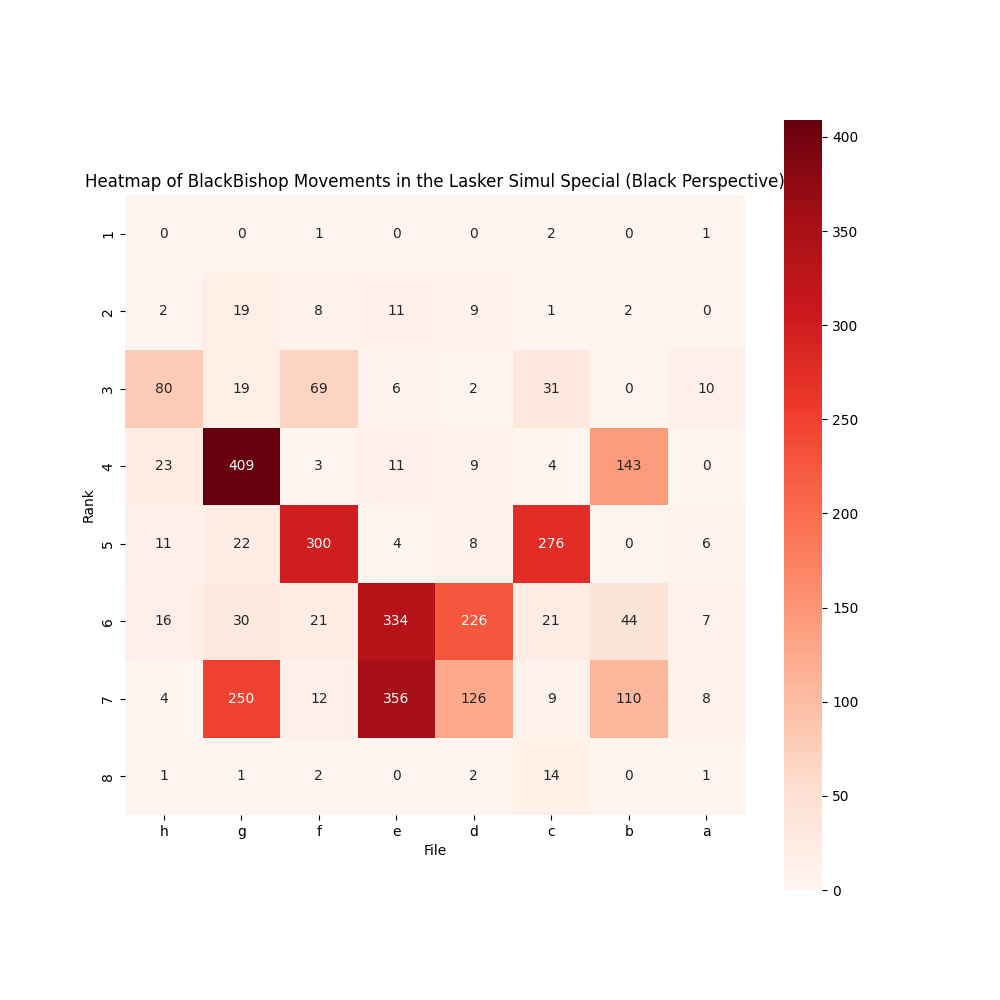 Heatmap of BlackBishop Movements in the Lasker Simul Special (Black Perspective)
400
350
300
250
200
150
100
50
0
Rank
1 0 0 1 0 0 2 0 1
2 2 19 8 11 9 1 2 0
3 80 19 69 6 2 31 0 10
4 23 409 3 11 9 4 143 0
5 11 22 300 4 8 276 0 6
6 16 30 21 334 226 21 44 7
7 4 250 12 356 126 9 110 8
8 1 1 2 0 2 14 0 1
h g f e d c b a
File